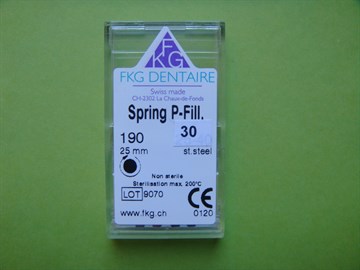 F
K G
FKG DENTAIRE
Swiss made
CH-2302 La Chaux-de-Fonds
Spring P-Fill.
190
30
25 mm
st. steel
Non sterile
Sterilisation max. 200°C
LOT 9070
www.fkg.ch
0120